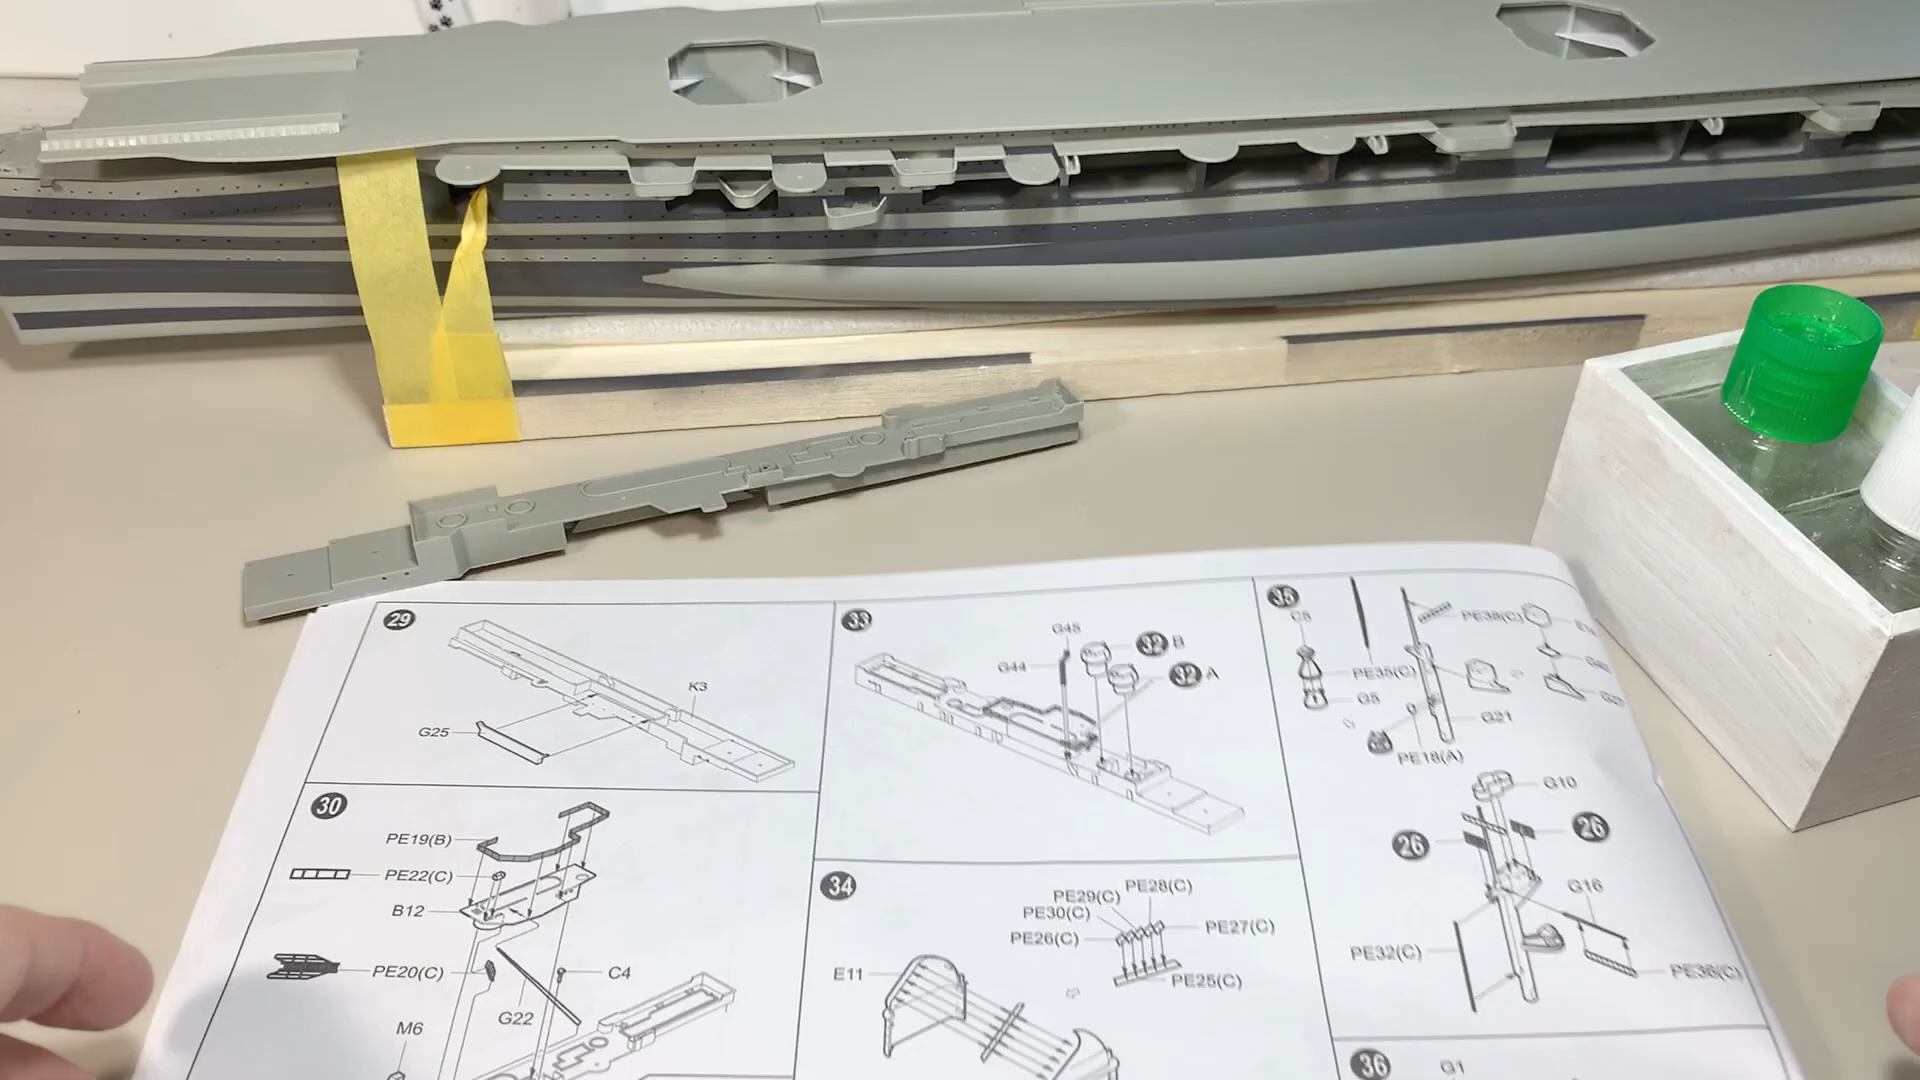 29
K3
G25
30
PE19(B)
PE22(C)
B12
PE20(C)
C4
G22
M6
33
G45
G44
32 B
32 A
34
PE28(C)
PE29(C)
PE30(C)
PE27(C)
PE26(C)
PE25(C)
E11
35
PE38(C)
PE35(C)
G5
G21
PE18(A)
G10
26
26
G16
PE32(C)
PE36(C)
36
G1